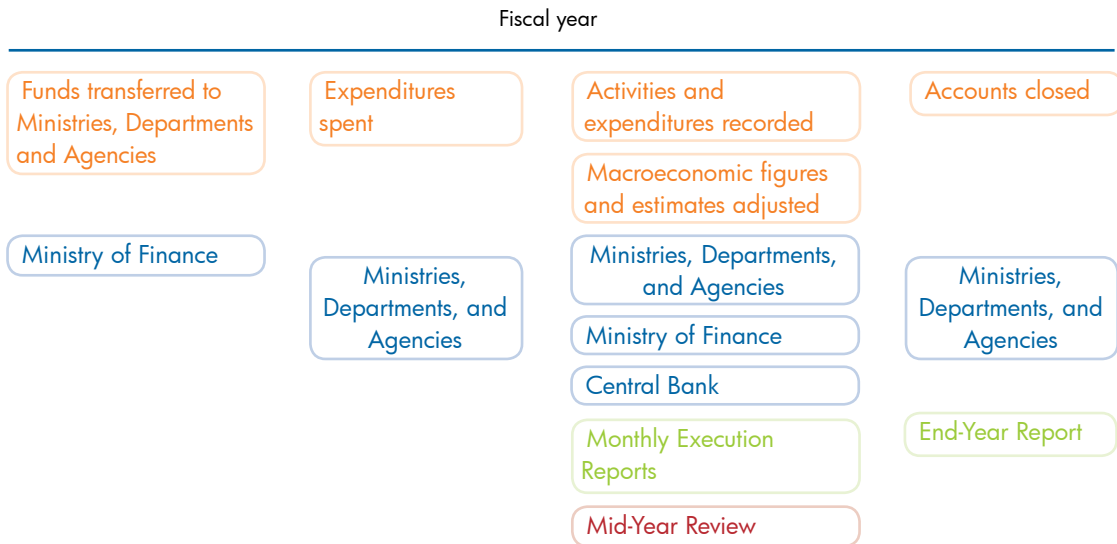 Fiscal year
Funds transferred to
Ministries, Departments
and Agencies
Expenditures
spent
Activities and
expenditures recorded
Accounts closed
Macroeconomic figures
and estimates adjusted
Ministry of Finance
Ministries,
Departments, and
Agencies
Ministries, Departments,
and Agencies
Ministry of Finance
Central Bank
Ministries,
Departments, and
Agencies
Monthly Execution
Reports
End-Year Report
Mid-Year Review